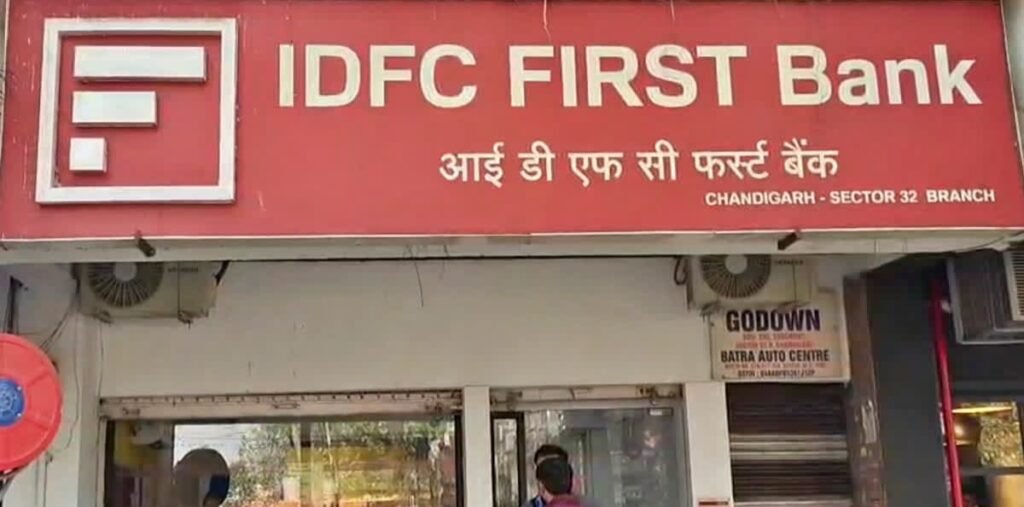 IDFC FIRST Bank
आई डी एफ सी फर्स्ट बैंक
CHANDIGARH - SECTOR 32 BRANCH
GODOWN
BATRA AUTO CENTRE